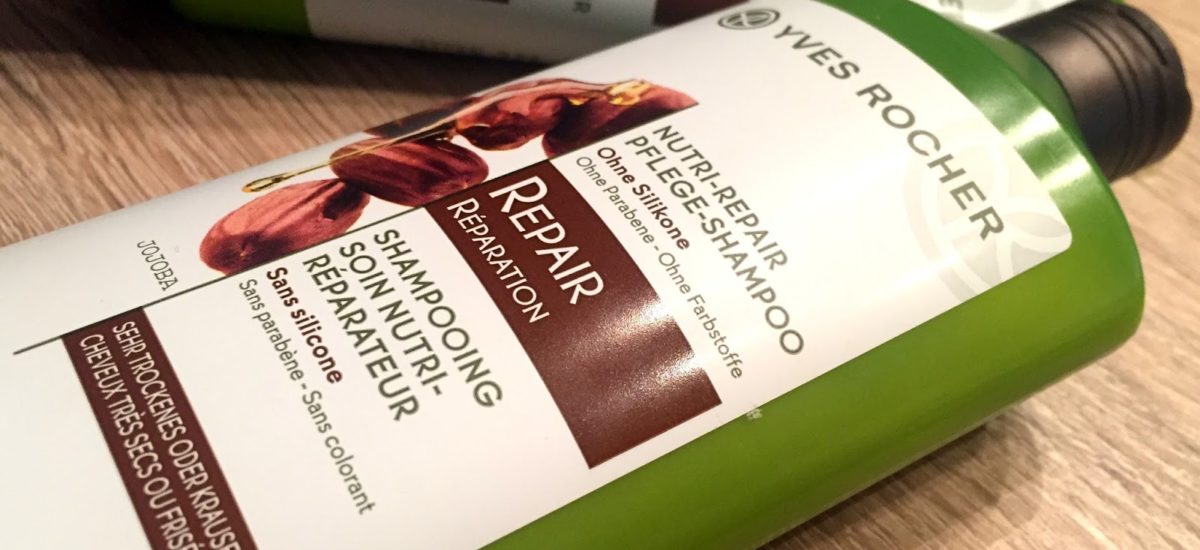 YVES ROCHER
NUTRI-REPAIR
PFLEGE-SHAMPOO
Ohne Silikone
Ohne Parabene - Ohne Farbstoffe
REPAIR
RÉPARATION
SHAMPOOING
SOIN NUTRI-
RÉPARATEUR
Sans silicone
Sans parabène - Sans colorant
JOJOBA
SEHR TROCKENES ODER KRAUSE
CHEVEUX TRÈS SECS OU FRISÉ